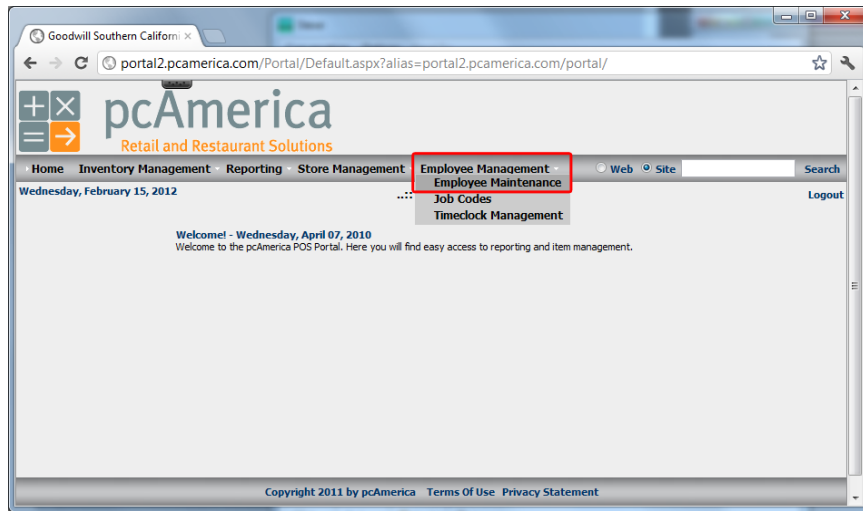 Goodwill Southern Californi
portal2.pcamerica.com/Portal/Default.aspx?alias=portal2.pcamerica.com/portal/
pcAmerica
Retail and Restaurant Solutions
Home Inventory Management Reporting Store Management Employee Management Web Site Search
Employee Maintenance
Wednesday, February 15, 2012 ..:: Job Codes Logout
Timeclock Management
Welcome! - Wednesday, April 07, 2010
Welcome to the pcAmerica POS Portal. Here you will find easy access to reporting and item management.
Copyright 2011 by pcAmerica Terms Of Use Privacy Statement